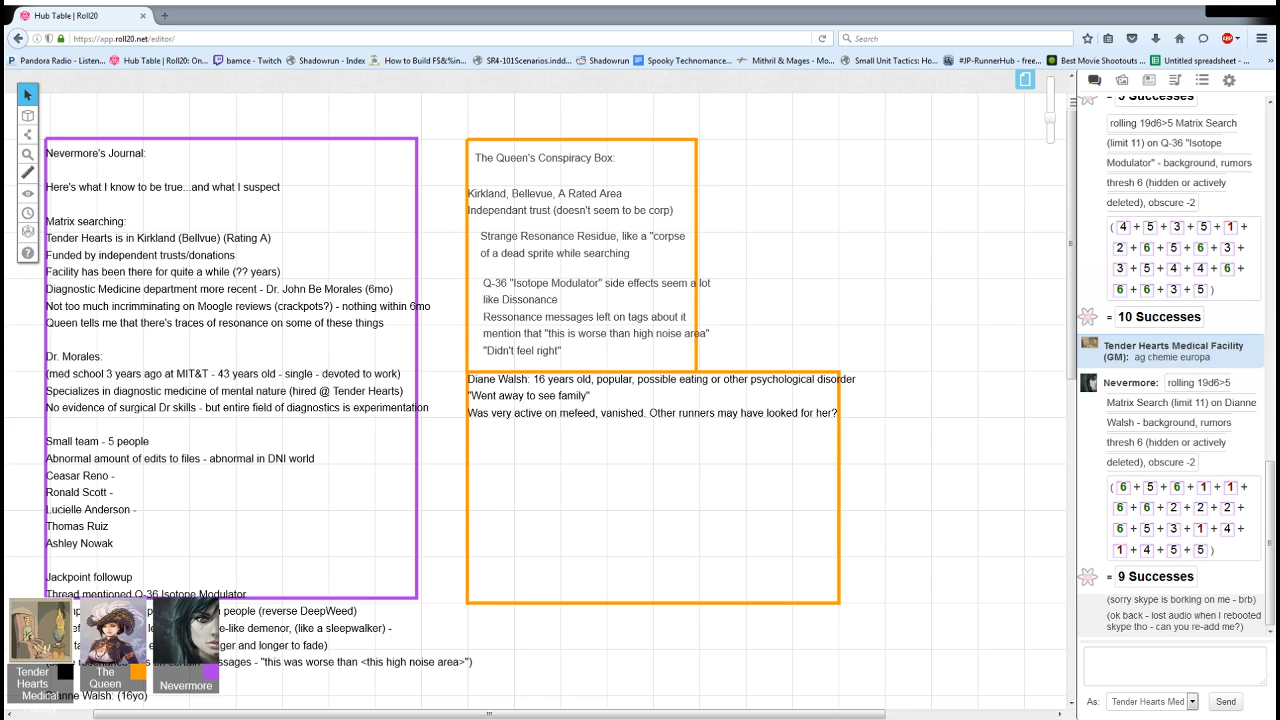 Hub Table | Roll20
https://app.roll20.net/editor/
Search
Pandora Radio - Listen...
Hub Table | Roll20: On...
bamce - Twitch
Shadowrun - Index
How to Build FS&%in...
SR4-101Scenarios.indd...
Shadowrun
Spooky Technomance...
Mithril & Mages - Mo...
Small Unit Tactics: Ho...
#JP-RunnerHub - free...
Best Movie Shootouts ...
Untitled spreadsheet ...
Nevermore's Journal:
Here's what I know to be true...and what I suspect
Matrix searching:
Tender Hearts is in Kirkland (Bellvue) (Rating A)
Funded by independent trusts/donations
Facility has been there for quite a while (?? years)
Diagnostic Medicine department more recent - Dr. John Be Morales (6mo)
Not too much incrimminating on Moogle reviews (crackpots?) - nothing within 6mo
Queen tells me that there's traces of resonance on some of these things
Dr. Morales:
(med school 3 years ago at MIT&T - 43 year old - single - devoted to work)
Specializes in diagnostic medicine of mental nature (hired @ Tender Hearts)
No evidence of surgical Dr skills - but entire field of diagnostics is experimentation
Small team - 5 people
Abnormal amount of edits to files - abnormal in DNI world
Ceasar Reno -
Ronald Scott -
Lucielle Anderson -
Thomas Ruiz
Ashley Nowak
Jackpoint followup
Thread mentioned Q-36 Isotope Modulator
people (reverse DeepWeed)
-like demenor, (like a sleepwalker) -
and longer to fade)
messages - "this was worse than <this high noise area>")
Dianne Walsh: (16yo)
Tender Hearts Medical
The Queen
Nevermore
The Queen's Conspiracy Box:
Kirkland, Bellevue, A Rated Area
Independant trust (doesn't seem to be corp)
Strange Resonance Residue, like a "corpse
of a dead sprite while searching
Q-36 "Isotope Modulator" side effects seem a lot
like Dissonance
Ressonance messages left on tags about it
mention that "this is worse than high noise area"
"Didn't feel right"
Diane Walsh: 16 years old, popular, possible eating or other psychological disorder
"Went away to see family"
Was very active on mefeed, vanished. Other runners may have looked for her?
= 5 Successes
rolling 19d6>5 Matrix Search
(limit 11) on Q-36 "Isotope
Modulator" - background, rumors
thresh 6 (hidden or actively
deleted), obscure -2
( 4 + 5 + 3 + 5 + 1 +
2 + 6 + 5 + 6 + 3 +
3 + 5 + 4 + 4 + 6 +
6 + 6 + 3 + 5 )
= 10 Successes
Tender Hearts Medical Facility
(GM): ag chemie europa
Nevermore: rolling 19d6>5
Matrix Search (limit 11) on Dianne
Walsh - background, rumors
thresh 6 (hidden or actively
deleted), obscure -2
( 6 + 5 + 6 + 1 + 1 +
6 + 6 + 2 + 2 + 2 +
6 + 5 + 3 + 1 + 4 +
1 + 4 + 5 + 5 )
= 9 Successes
(sorry skype is borking on me - brb)
(ok back - lost audio when I rebooted
skype tho - can you re-add me?)
As: Tender Hearts Med
Send